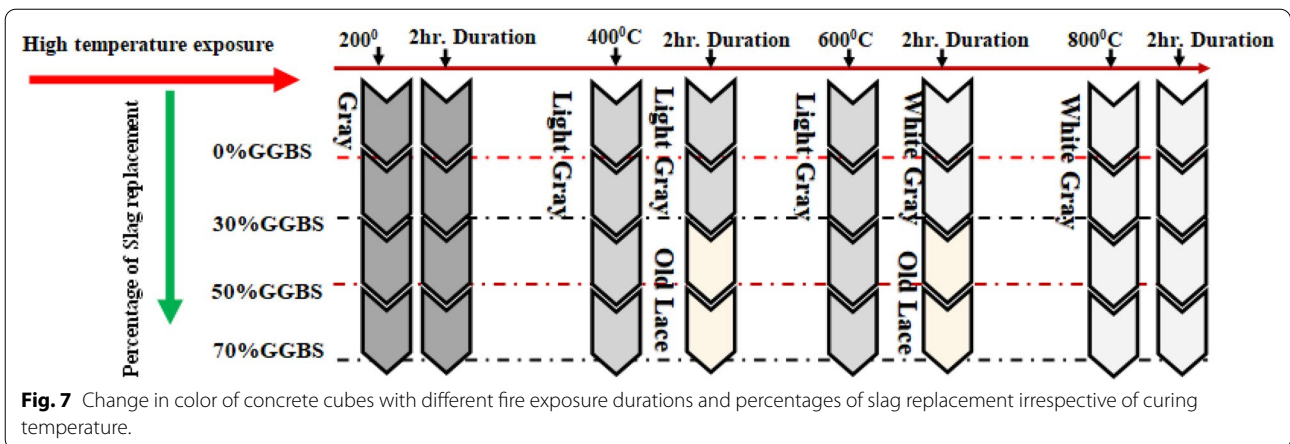 High temperature exposure
200⁰
2hr. Duration
400⁰C
2hr. Duration
600⁰C
2hr. Duration
800⁰C
2hr. Duration
Percentage of Slag replacement
0%GGBS
30%GGBS
50%GGBS
70%GGBS
Gray
Light Gray
Light Gray
Old Lace
Light Gray
White Gray
Old Lace
White Gray
Fig. 7 Change in color of concrete cubes with different fire exposure durations and percentages of slag replacement irrespective of curing
temperature.